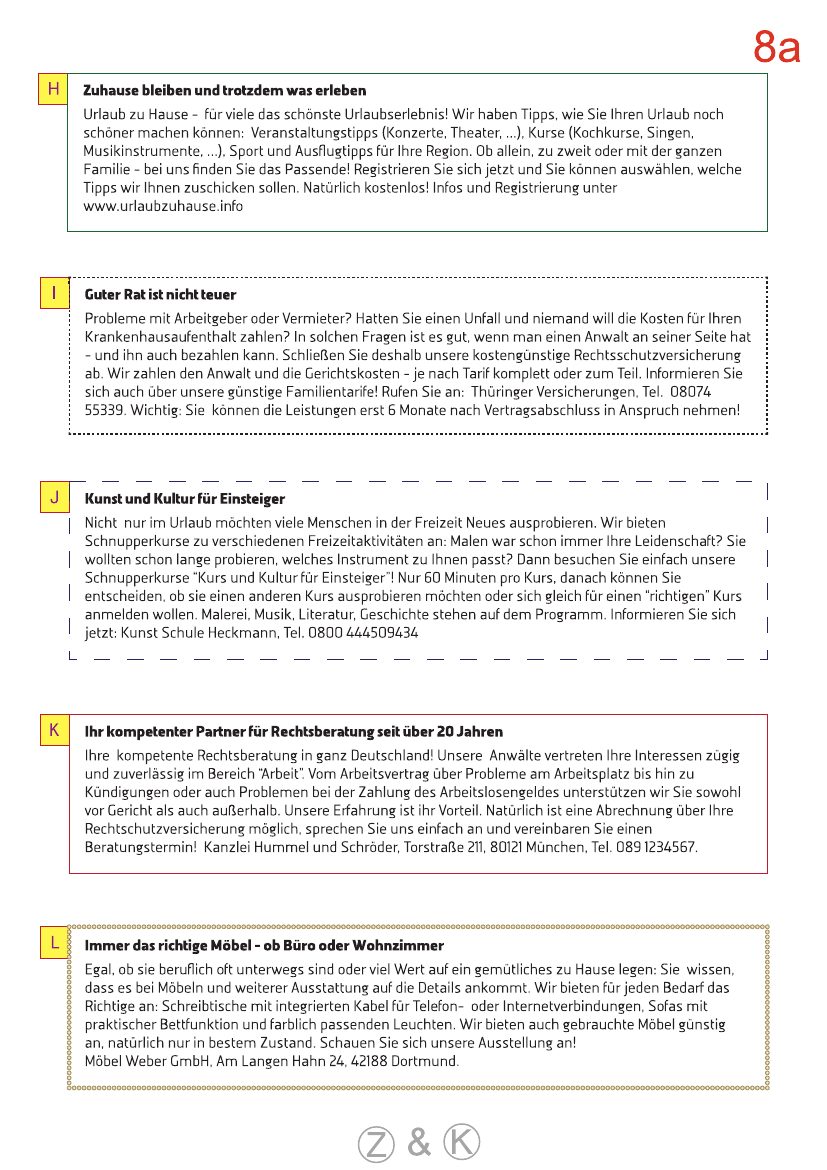 8a
H
Zuhause bleiben und trotzdem was erleben
Urlaub zu Hause - für viele das schönste Urlaubserlebnis! Wir haben Tipps, wie Sie Ihren Urlaub noch
schöner machen können: Veranstaltungstipps (Konzerte, Theater, ...), Kurse (Kochkurse, Singen,
Musikinstrumente, ...), Sport und Ausflugtipps für Ihre Region. Ob allein, zu zweit oder mit der ganzen
Familie - bei uns finden Sie das Passende! Registrieren Sie sich jetzt und Sie können auswählen, welche
Tipps wir Ihnen zuschicken sollen. Natürlich kostenlos! Infos und Registrierung unter
www.urlaubzuhause.info
I
Guter Rat ist nicht teuer
Probleme mit Arbeitgeber oder Vermieter? Hatten Sie einen Unfall und niemand will die Kosten für Ihren
Krankenhausaufenthalt zahlen? In solchen Fragen ist es gut, wenn man einen Anwalt an seiner Seite hat
- und ihn auch bezahlen kann. Schließen Sie deshalb unsere kostengünstige Rechtsschutzversicherung
ab. Wir zahlen den Anwalt und die Gerichtskosten - je nach Tarif komplett oder zum Teil. Informieren Sie
sich auch über unsere günstige Familientarife! Rufen Sie an: Thüringer Versicherungen, Tel. 08074
55339. Wichtig: Sie können die Leistungen erst 6 Monate nach Vertragsabschluss in Anspruch nehmen!
J
Kunst und Kultur für Einsteiger
Nicht nur im Urlaub möchten viele Menschen in der Freizeit Neues ausprobieren. Wir bieten
Schnupperkurse zu verschiedenen Freizeitaktivitäten an: Malen war schon immer Ihre Leidenschaft? Sie
wollten schon lange probieren, welches Instrument zu Ihnen passt? Dann besuchen Sie einfach unsere
Schnupperkurse "Kurs und Kultur für Einsteiger"! Nur 60 Minuten pro Kurs, danach können Sie
entscheiden, ob sie einen anderen Kurs ausprobieren möchten oder sich gleich für einen "richtigen" Kurs
anmelden wollen. Malerei, Musik, Literatur, Geschichte stehen auf dem Programm. Informieren Sie sich
jetzt: Kunst Schule Heckmann, Tel. 0800 444509434
K
Ihr kompetenter Partner für Rechtsberatung seit über 20 Jahren
Ihre kompetente Rechtsberatung in ganz Deutschland! Unsere Anwälte vertreten Ihre Interessen zügig
und zuverlässig im Bereich "Arbeit". Vom Arbeitsvertrag über Probleme am Arbeitsplatz bis hin zu
Kündigungen oder auch Problemen bei der Zahlung des Arbeitslosengeldes unterstützen wir Sie sowohl
vor Gericht als auch außerhalb. Unsere Erfahrung ist ihr Vorteil. Natürlich ist eine Abrechnung über Ihre
Rechtschutzversicherung möglich, sprechen Sie uns einfach an und vereinbaren Sie einen
Beratungstermin! Kanzlei Hummel und Schröder, Torstraße 211, 80121 München, Tel. 089 1234567.
L
Immer das richtige Möbel - ob Büro oder Wohnzimmer
Egal, ob sie beruflich oft unterwegs sind oder viel Wert auf ein gemütliches zu Hause legen: Sie wissen,
dass es bei Möbeln und weiterer Ausstattung auf die Details ankommt. Wir bieten für jeden Bedarf das
Richtige an: Schreibtische mit integrierten Kabel für Telefon- oder Internetverbindungen, Sofas mit
praktischer Bettfunktion und farblich passenden Leuchten. Wir bieten auch gebrauchte Möbel günstig
an, natürlich nur in bestem Zustand. Schauen Sie sich unsere Ausstellung an!
Möbel Weber GmbH, Am Langen Hahn 24, 42188 Dortmund.
Z & K